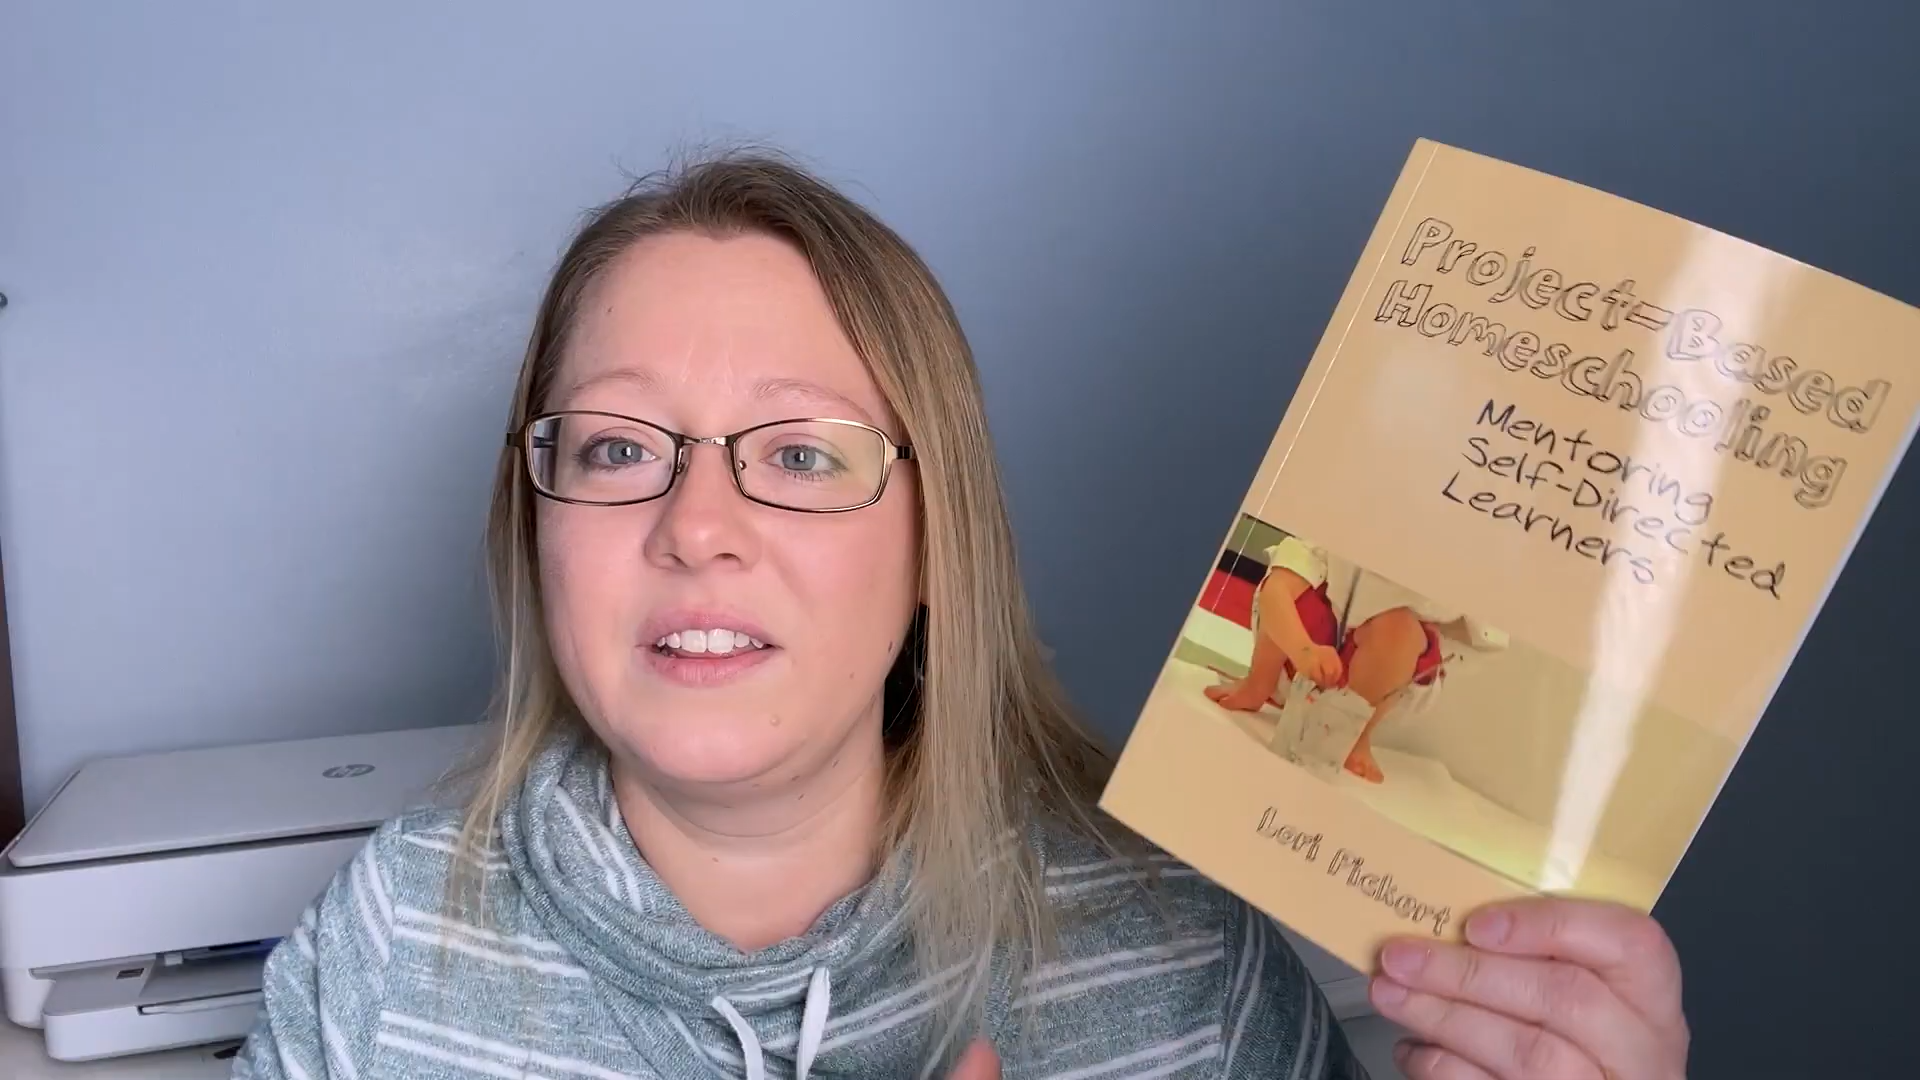 Project-Based
Homeschooling
Mentoring
Self-Directed
Learners
Lori Pickert
hp